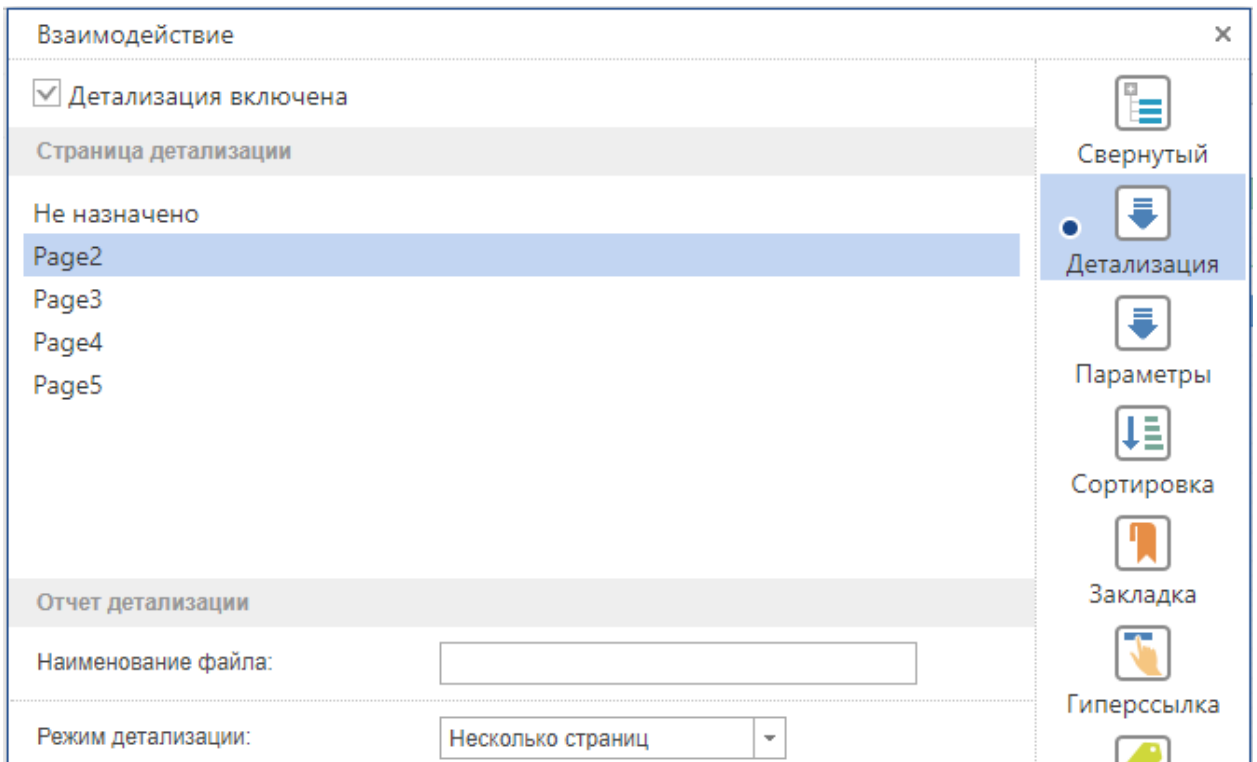 Взаимодействие
Детализация включена
Страница детализации
Не назначено
Page2
Page3
Page4
Page5
Отчет детализации
Наименование файла:
Режим детализации:
Несколько страниц
Свернутый
Детализация
Параметры
Сортировка
Закладка
Гиперссылка